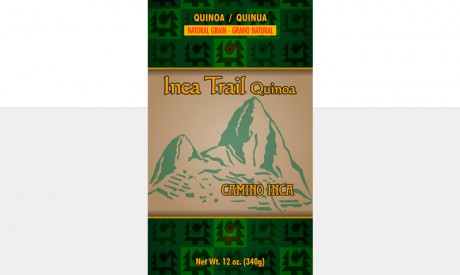 QUINOA / QUINUA
NATURAL GRAIN - GRANO NATURAL
Inca Trail Quinoa
CAMINO INCA
Net Wt. 12 oz. (340g)